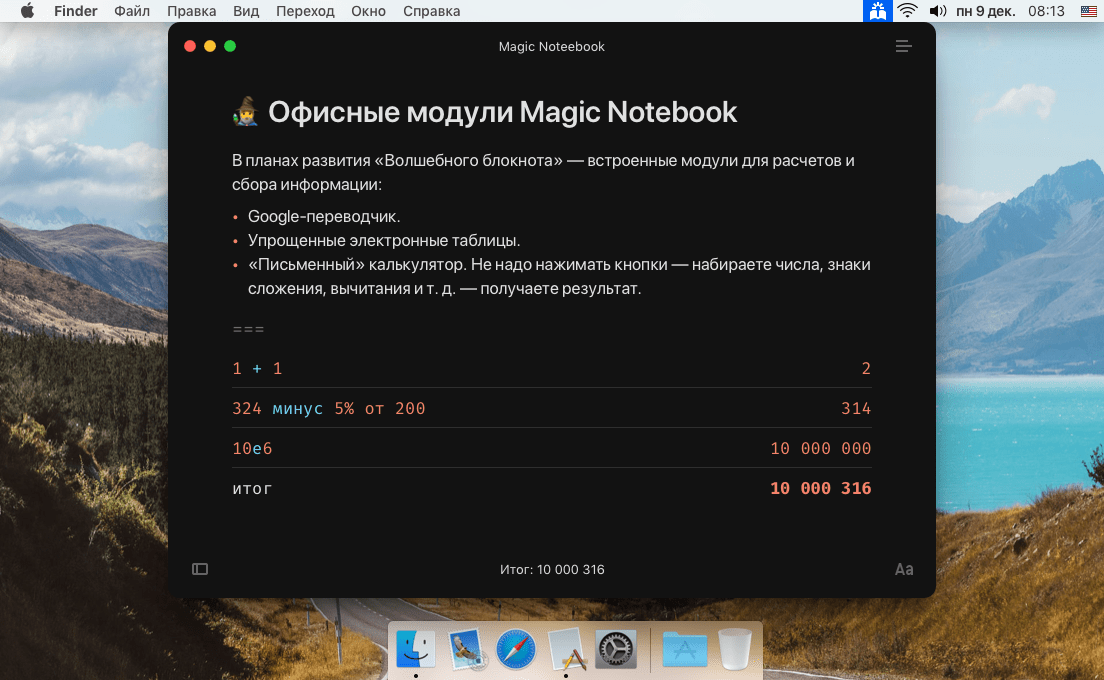 Finder Файл Правка Вид Переход Окно Справка пн 9 дек. 08:13
Magic Noteebook
Офисные модули Magic Notebook
В планах развития «Волшебного блокнота» — встроенные модули для расчетов и
сбора информации:
• Google-переводчик.
• Упрощенные электронные таблицы.
• «Письменный» калькулятор. Не надо нажимать кнопки — набираете числа, знаки
сложения, вычитания и т. д. — получаете результат.
===
1 + 1 2
324 минус 5% от 200 314
10e6 10 000 000
итог 10 000 316
Итог: 10 000 316 Aa